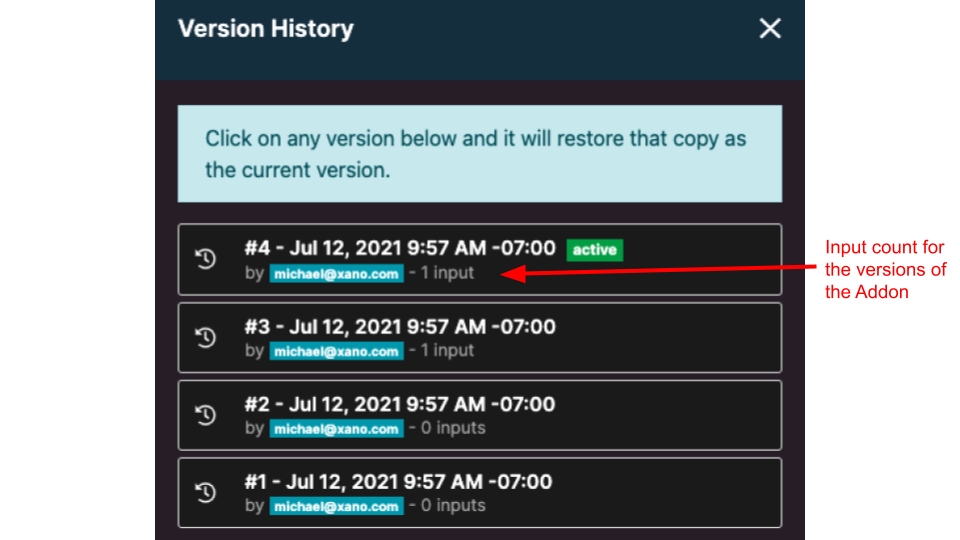 Version History
Click on any version below and it will restore that copy as
the current version.
#4 - Jul 12, 2021 9:57 AM -07:00 active
by michael@xano.com - 1 input
#3 - Jul 12, 2021 9:57 AM -07:00
by michael@xano.com - 1 input
#2 - Jul 12, 2021 9:57 AM -07:00
by michael@xano.com - 0 inputs
#1 - Jul 12, 2021 9:57 AM -07:00
by michael@xano.com - 0 inputs
Input count for
the versions of
the Addon